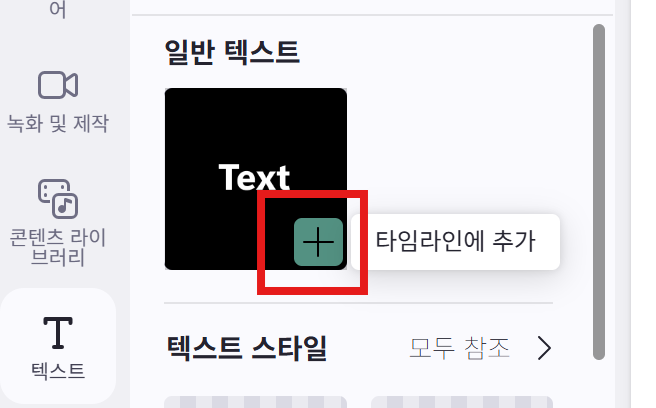 어
녹화 및 제작
콘텐츠 라이
브러리
텍스트
일반 텍스트
Text
타임라인에 추가
텍스트 스타일
모두 참조